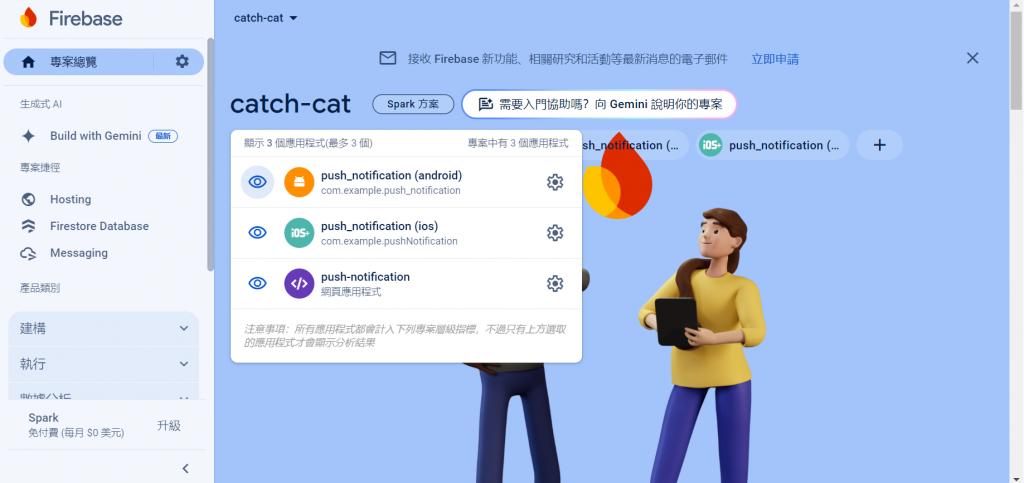 Firebase
專案總覽
生成式 AI
Build with Gemini 最新
專案捷徑
Hosting
Firestore Database
Messaging
產品類別
建構
執行
數據分析
Spark
免付費 (每月 $0 美元)
升級
catch-cat
接收 Firebase 新功能、相關研究和活動等最新消息的電子郵件 立即申請
catch-cat Spark 方案 需要入門協助嗎？向 Gemini 說明你的專案
sh_notification (... iOS+ push_notification (... +
顯示 3 個應用程式(最多 3 個) 專案中有 3 個應用程式
push_notification (android)
com.example.push_notification
iOS+ push_notification (ios)
com.example.pushNotification
push-notification
網頁應用程式
注意事項：所有應用程式都會計入下列專案層級指標，不過只有上方選取
的應用程式才會顯示分析結果